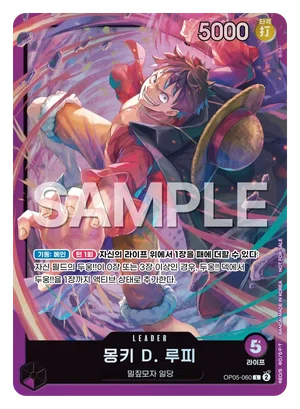 5000
타격
打
SAMPLE
기동: 메인 턴 1회 자신의 라이프 위에서 1장을 패에 더할 수 있다:
자신 필드의 두웅!!이 0장 또는 3장 이상인 경우, 두웅!! 덱에서
두웅!!을 1장까지 액티브 상태로 추가한다.
LEADER
몽키 D. 루피
밀짚모자 일당
5
라이프
OP05-060 L
2